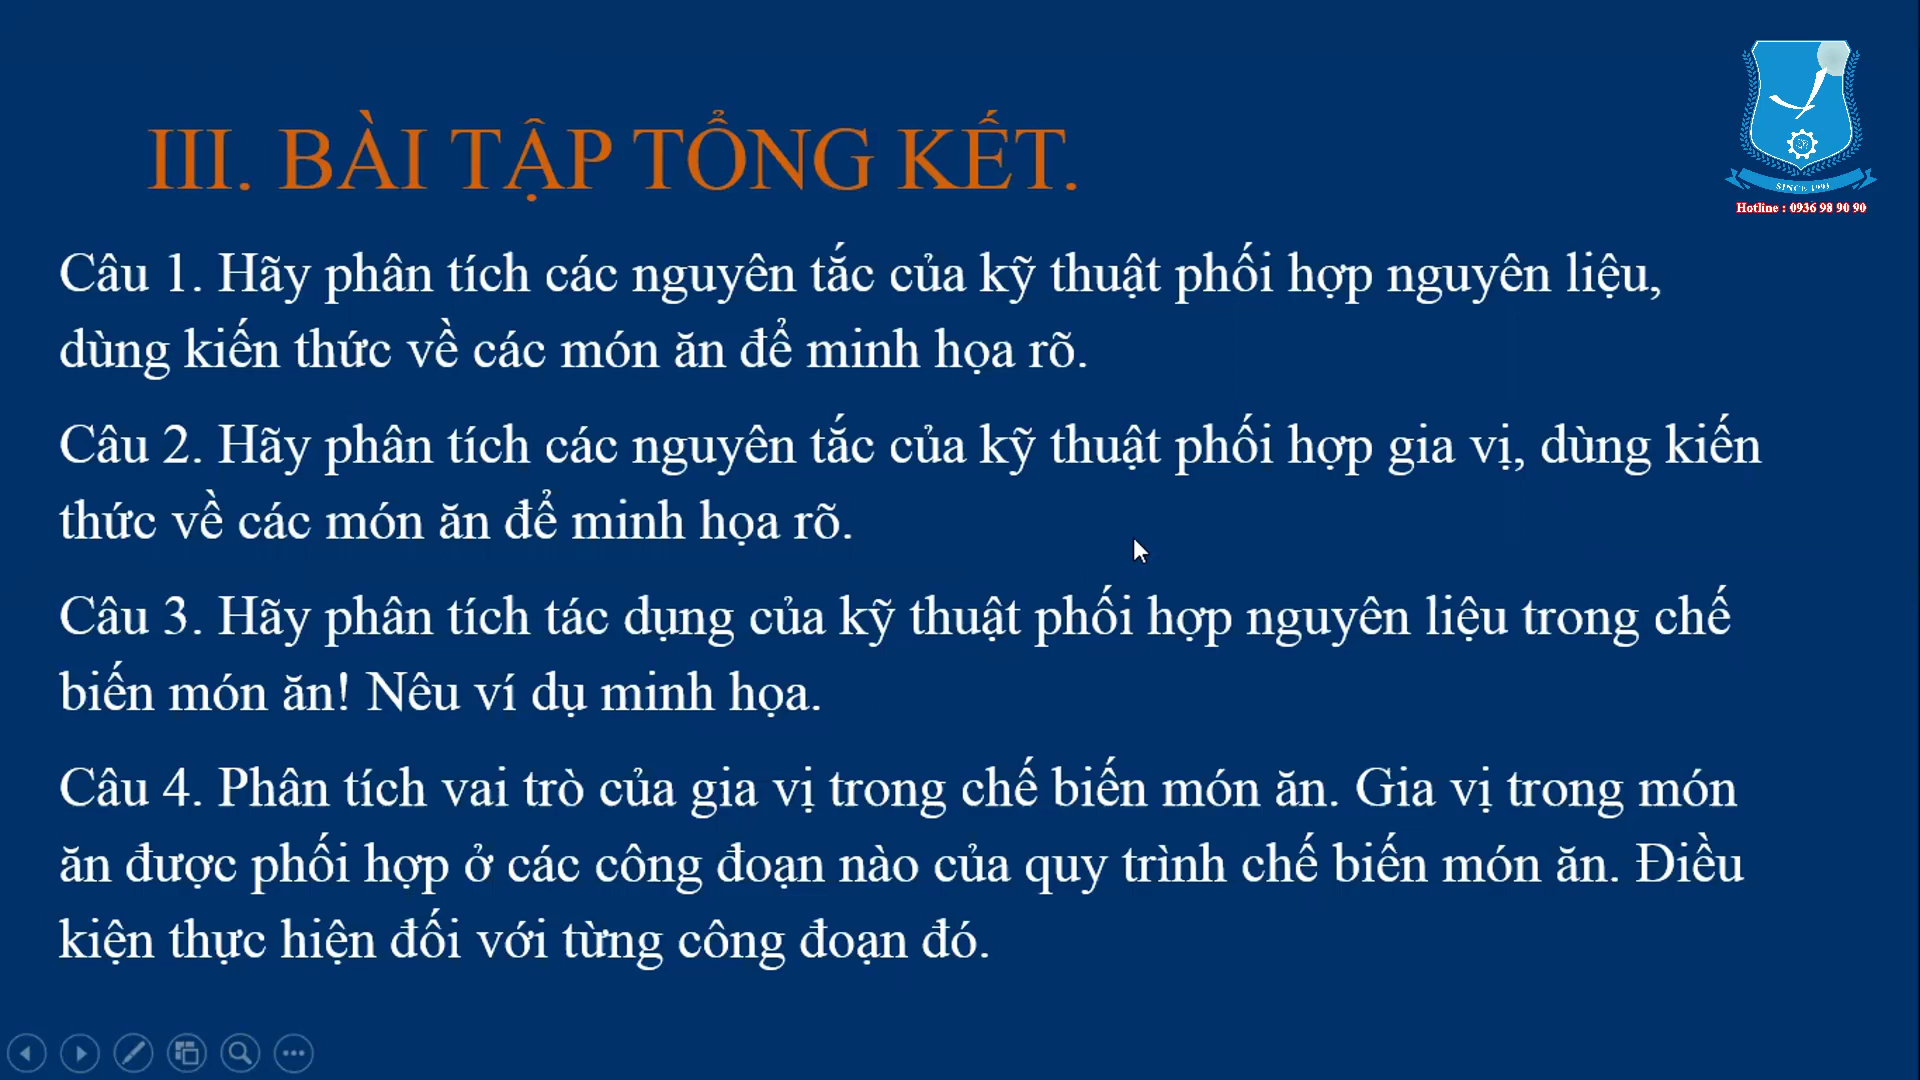 SINCE 1991
Hotline : 0936 98 90 90
III. BÀI TẬP TỔNG KẾT.
Câu 1. Hãy phân tích các nguyên tắc của kỹ thuật phối hợp nguyên liệu,
dùng kiến thức về các món ăn để minh họa rõ.
Câu 2. Hãy phân tích các nguyên tắc của kỹ thuật phối hợp gia vị, dùng kiến
thức về các món ăn để minh họa rõ.
Câu 3. Hãy phân tích tác dụng của kỹ thuật phối hợp nguyên liệu trong chế
biến món ăn! Nêu ví dụ minh họa.
Câu 4. Phân tích vai trò của gia vị trong chế biến món ăn. Gia vị trong món
ăn được phối hợp ở các công đoạn nào của quy trình chế biến món ăn. Điều
kiện thực hiện đối với từng công đoạn đó.